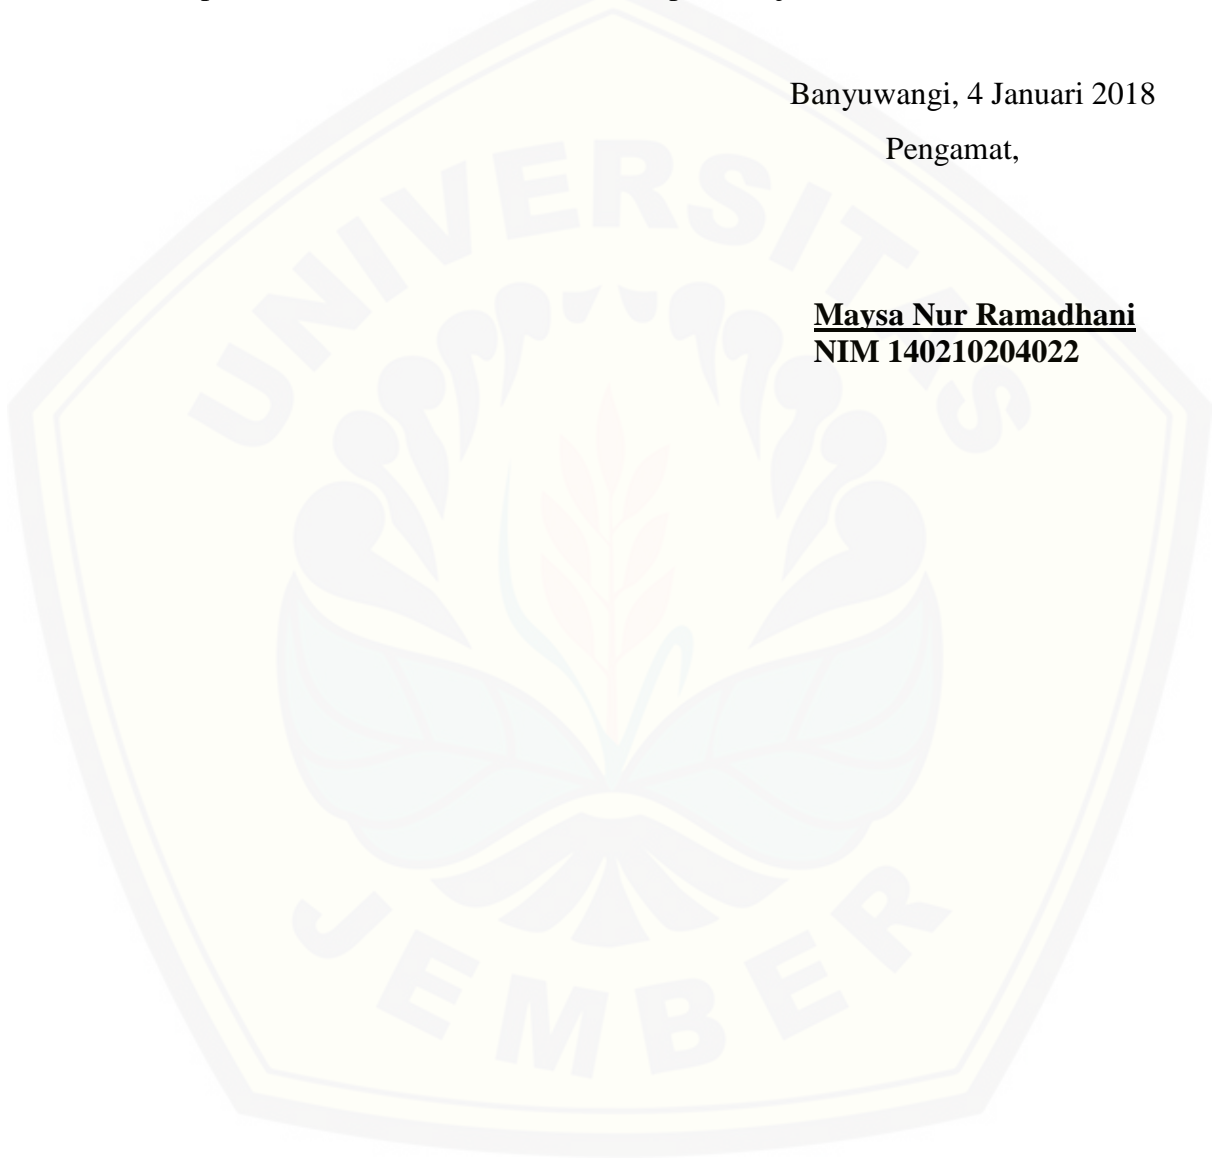 Banyuwangi, 4 Januari 2018
Pengamat,
Maysa Nur Ramadhani
NIM 140210204022
UNIVERSITAS
JEMBER